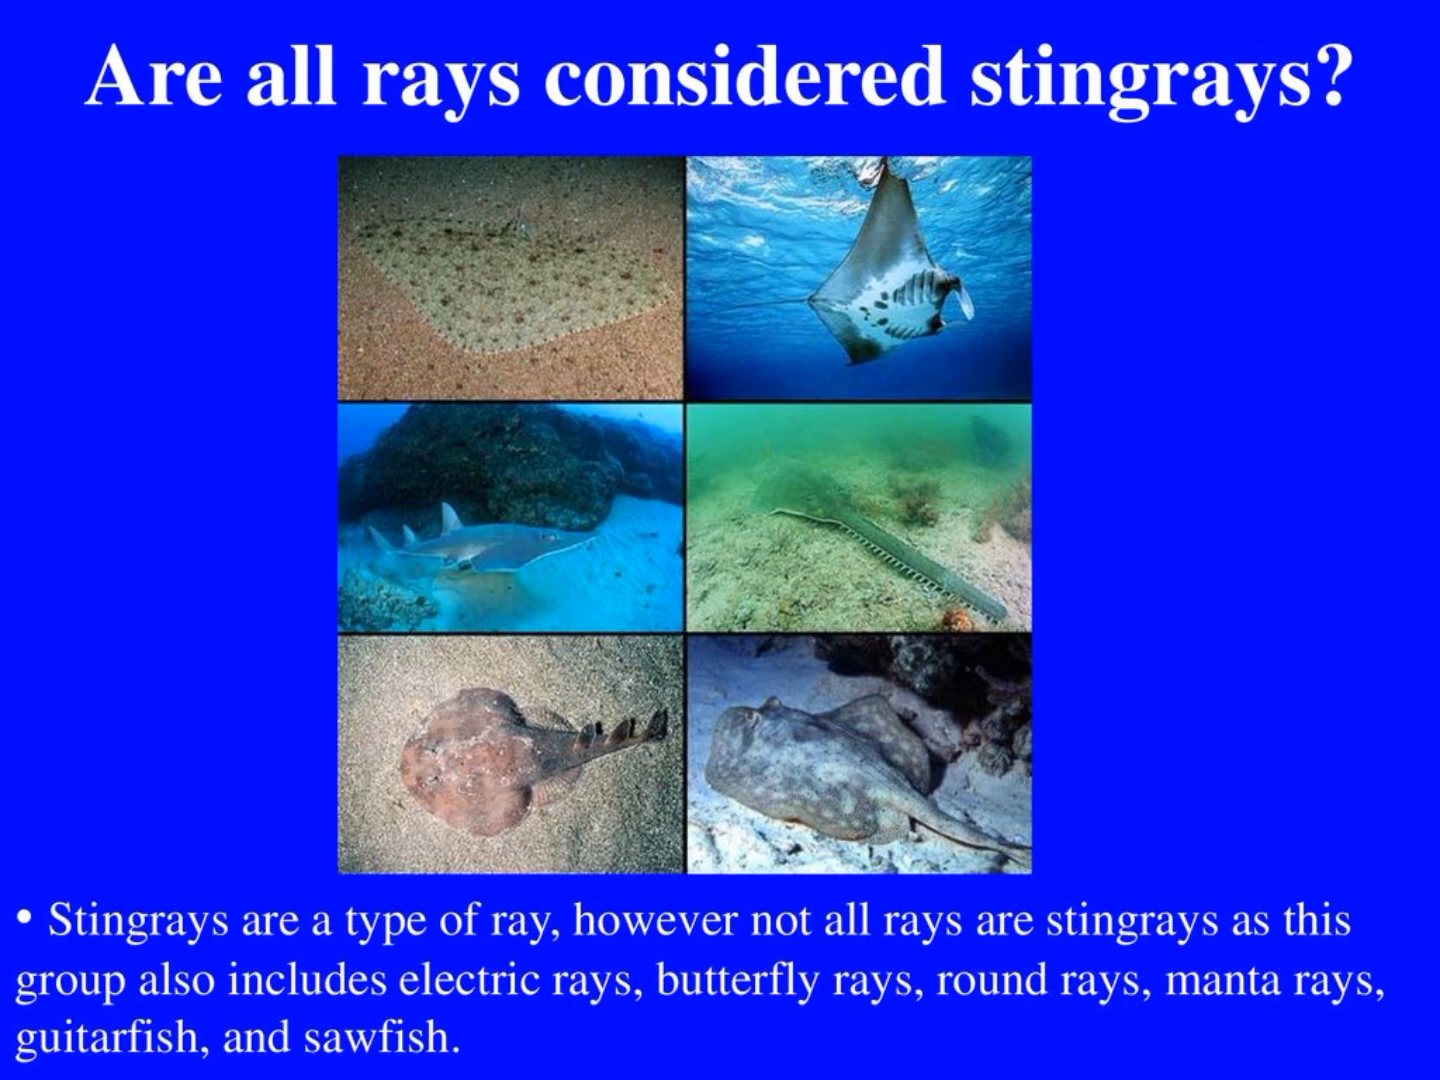 Are all rays considered stingrays?
• Stingrays are a type of ray, however not all rays are stingrays as this
group also includes electric rays, butterfly rays, round rays, manta rays,
guitarfish, and sawfish.